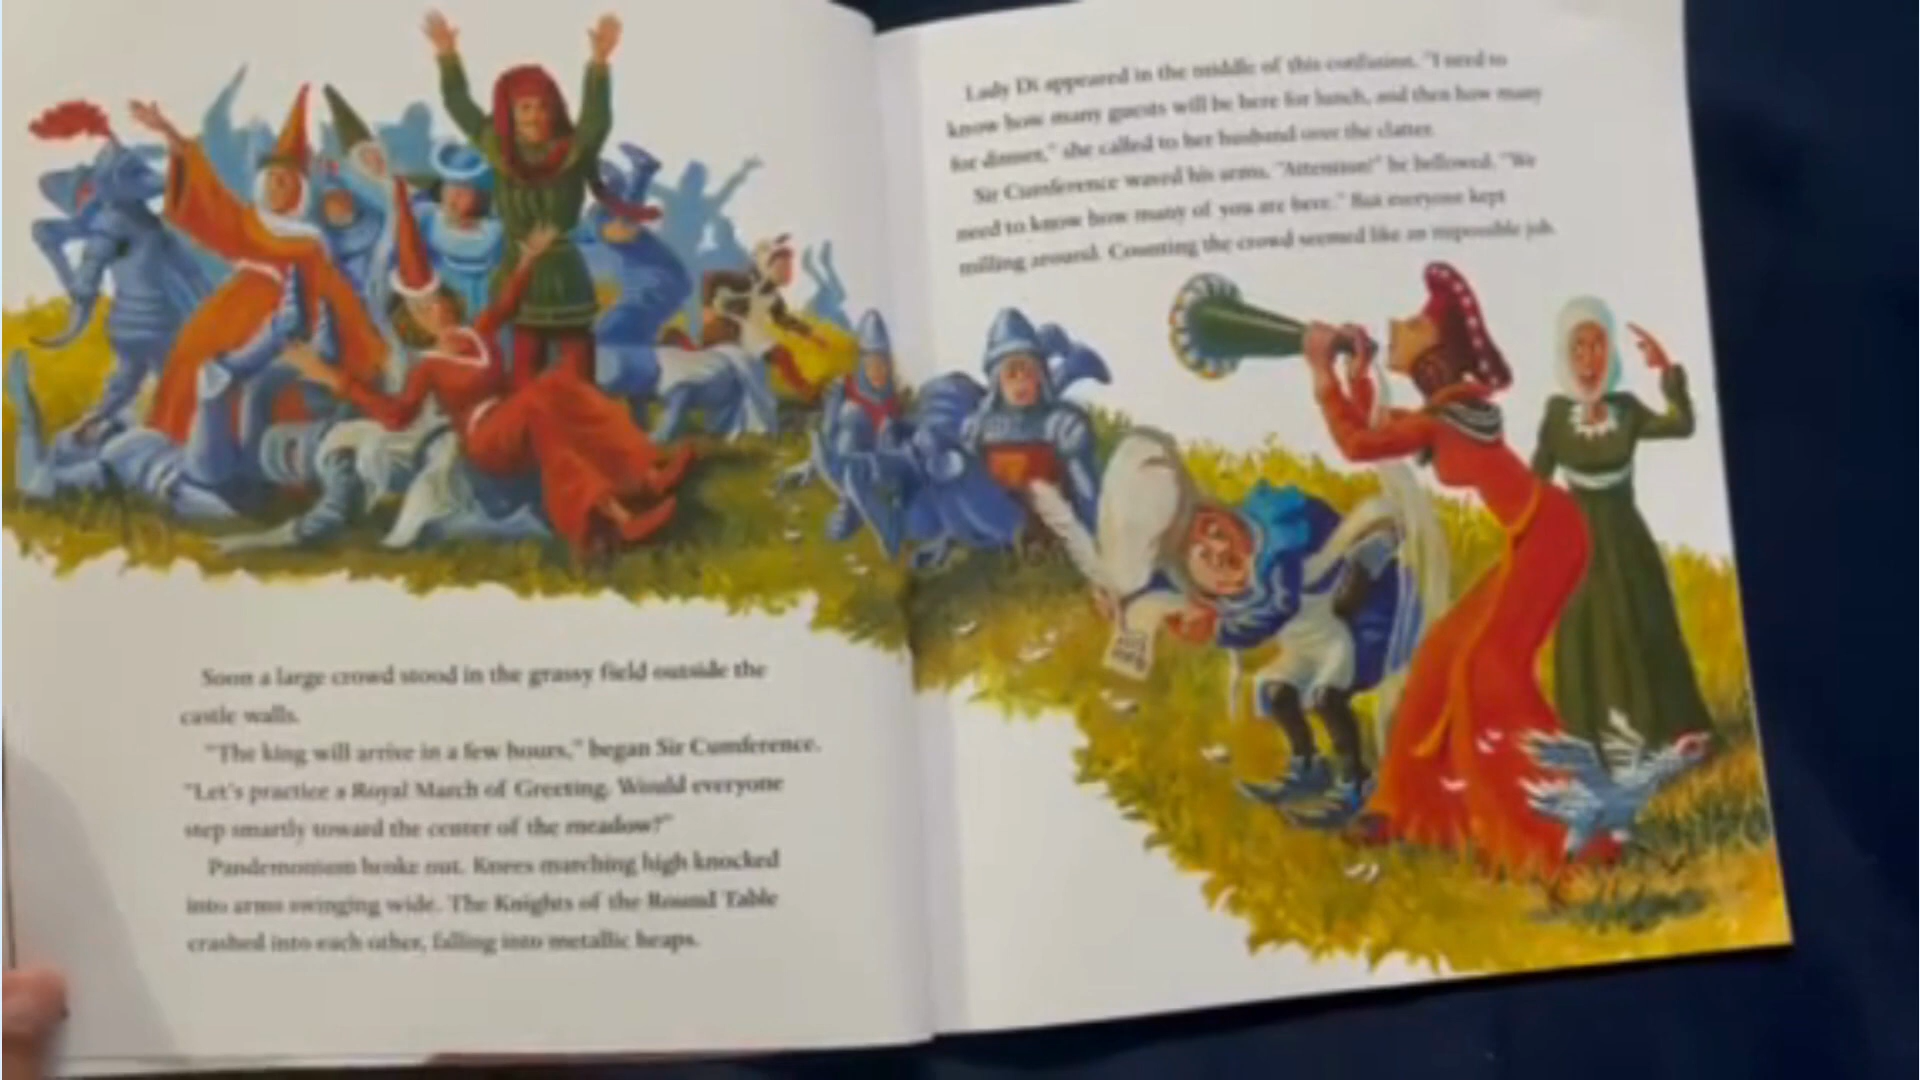 Soon a large crowd stood in the grassy field outside the
castle walls.
"The king will arrive in a few hours," began Sir Cumference.
"Let's practice a Royal March of Greeting. Would everyone
step smartly toward the center of the meadow?"
Pandemonium broke out. Knees marching high knocked
into arms swinging wide. The Knights of the Round Table
crashed into each other, falling into metallic heaps.
Lady Di appeared in the middle of this confusion. "I need to
know how many guests will be here for lunch, and then how many
for dinner," she called to her husband over the clatter.
Sir Cumference waved his arms. "Attention!" he bellowed. "We
need to know how many of you are here." But everyone kept
milling around. Counting the crowd seemed like an impossible job.